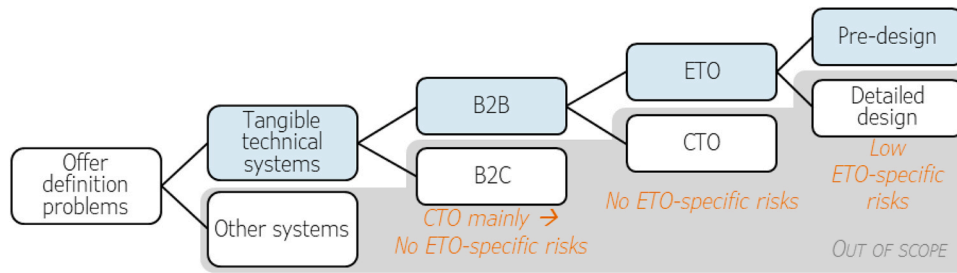 Offer
definition
problems
Tangible
technical
systems
Other systems
B2B
B2C
CTO mainly →
No ETO-specific risks
ETO
CTO
No ETO-specific risks
Pre-design
Detailed
design
Low
ETO-specific
risks
OUT OF SCOPE